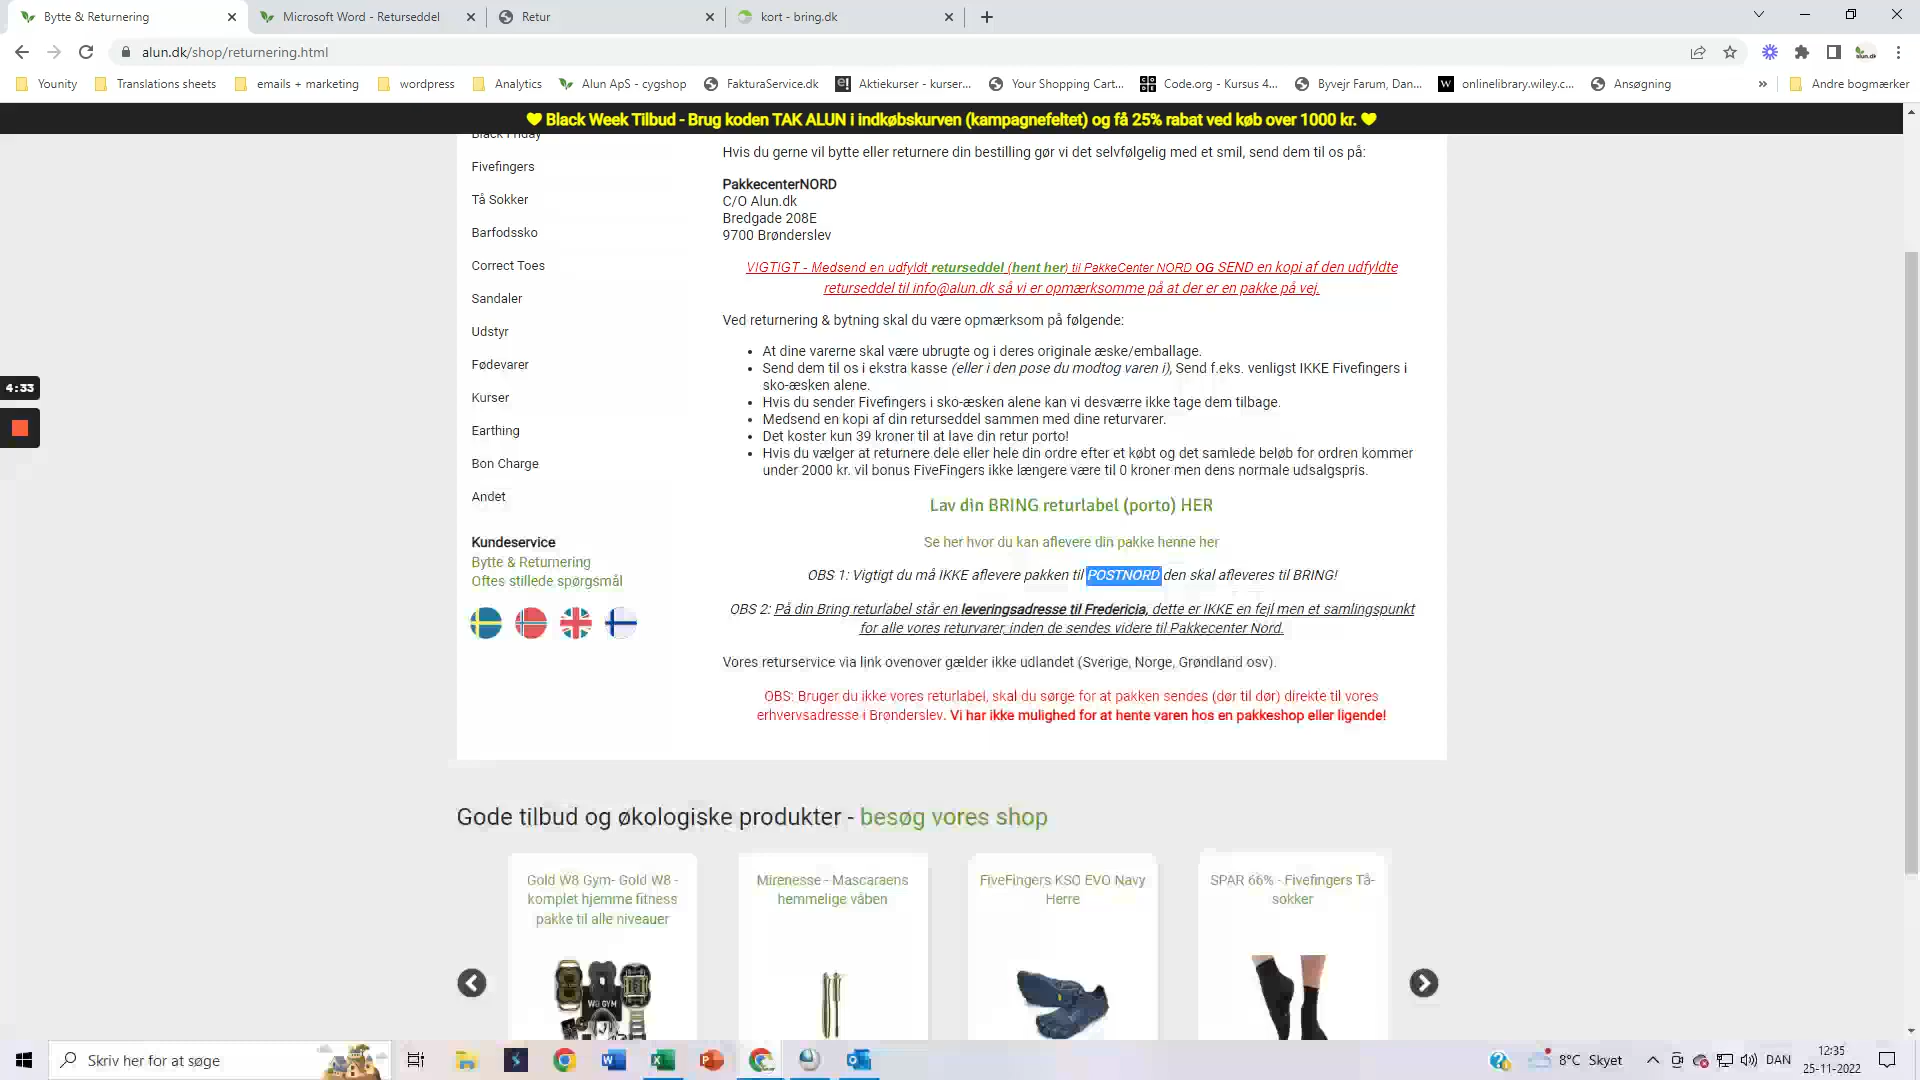 Bytte & Returnering
Microsoft Word - Returseddel
Retur
kort - bring.dk
alun.dk/shop/returnering.html
alun.dk
Younity
Translations sheets
emails + marketing
wordpress
Analytics
Alun ApS - cygshop
FakturaService.dk
Aktiekurser - kurser...
Your Shopping Cart...
Code.org - Kursus 4...
Byvejr Farum, Dan...
onlinelibrary.wiley.c...
Ansøgning
»
Andre bogmærker
Black Week Tilbud - Brug koden TAK ALUN i indkøbskurven (kampagnefeltet) og få 25% rabat ved køb over 1000 kr.
Black Friday
Fivefingers
Tå Sokker
Barfodssko
Correct Toes
Sandaler
Udstyr
Fødevarer
Kurser
Earthing
Bon Charge
Andet
Kundeservice
Bytte & Returnering
Oftes stillede spørgsmål
4:33
Hvis du gerne vil bytte eller returnere din bestilling gør vi det selvfølgelig med et smil, send dem til os på:
PakkecenterNORD
C/O Alun.dk
Bredgade 208E
9700 Brønderslev
VIGTIGT - Medsend en udfyldt returseddel (hent her) til PakkeCenter NORD OG SEND en kopi af den udfyldte
returseddel til info@alun.dk så vi er opmærksomme på at der er en pakke på vej.
Ved returnering & bytning skal du være opmærksom på følgende:
• At dine varerne skal være ubrugte og i deres originale æske/emballage.
• Send dem til os i ekstra kasse (eller i den pose du modtog varen i), Send f.eks. venligst IKKE Fivefingers i
sko-æsken alene.
• Hvis du sender Fivefingers i sko-æsken alene kan vi desværre ikke tage dem tilbage.
• Medsend en kopi af din returseddel sammen med dine returvarer.
• Det koster kun 39 kroner til at lave din retur porto!
• Hvis du vælger at returnere dele eller hele din ordre efter et købt og det samlede beløb for ordren kommer
under 2000 kr. vil bonus FiveFingers ikke længere være til 0 kroner men dens normale udsalgspris.
Lav din BRING returlabel (porto) HER
Se her hvor du kan aflevere din pakke henne her
OBS 1: Vigtigt du må IKKE aflevere pakken til POSTNORD den skal afleveres til BRING!
OBS 2: På din Bring returlabel står en leveringsadresse til Fredericia, dette er IKKE en fejl men et samlingspunkt
for alle vores returvarer, inden de sendes videre til Pakkecenter Nord.
Vores returservice via link ovenover gælder ikke udlandet (Sverige, Norge, Grøndland osv).
OBS: Bruger du ikke vores returlabel, skal du sørge for at pakken sendes (dør til dør) direkte til vores
erhvervsadresse i Brønderslev. Vi har ikke mulighed for at hente varen hos en pakkeshop eller ligende!
Gode tilbud og økologiske produkter - besøg vores shop
Gold W8 Gym- Gold W8 -
komplet hjemme fitness
pakke til alle niveauer
Mirenesse - Mascaraens
hemmelige våben
FiveFingers KSO EVO Navy
Herre
SPAR 66% - Fivefingers Tå-
sokker
W8 GYM
Skriv her for at søge
8°C Skyet
DAN
12:35
25-11-2022